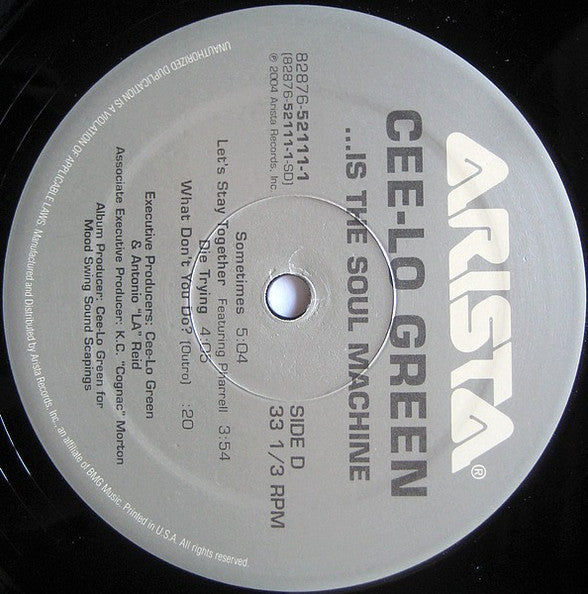 ARISTA®
CEE-LO GREEN
...IS THE SOUL MACHINE
82876-52111-1
(82876-52111-1-SD)
℗ 2004 Arista Records, Inc.
SIDE D
33 1/3 RPM
Sometimes 5:04
Let's Stay Together Featuring Pharrell 3:54
Die Trying 4:05
What Don't You Do? (Outro) :20
Executive Producers: Cee-Lo Green
& Antonio "LA" Reid
Associate Executive Producer: K.C. "Cognac" Morton
Album Producer: Cee-Lo Green for
Mood Swing Sound Scapings
UNAUTHORIZED DUPLICATION IS A VIOLATION OF APPLICABLE LAWS. Manufactured and Distributed by Arista Records, Inc., an affiliate of BMG Music. Printed in U.S.A. All rights reserved.